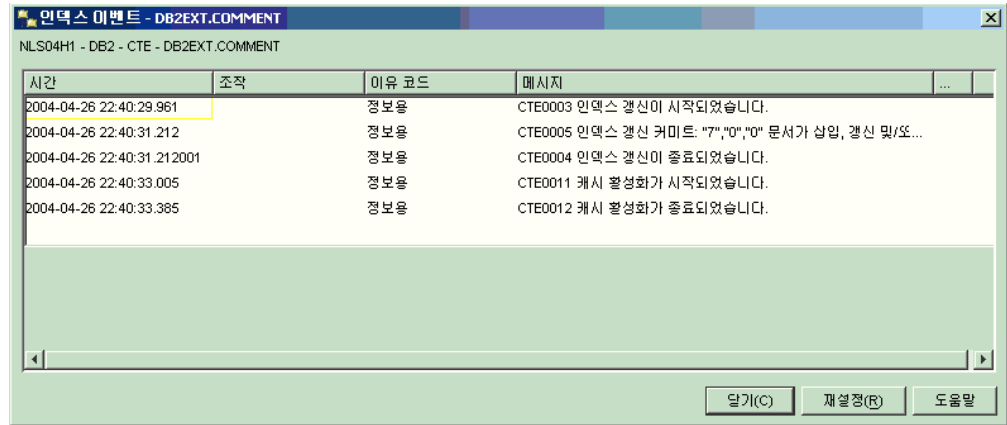 인덱스 이벤트 - DB2EXT.COMMENT
NLS04H1 - DB2 - CTE - DB2EXT.COMMENT
시간 조작 이유 코드 메시지 ...
2004-04-26 22:40:29.961 정보용 CTE0003 인덱스 갱신이 시작되었습니다.
2004-04-26 22:40:31.212 정보용 CTE0005 인덱스 갱신 커미트: "7","0","0" 문서가 삽입, 갱신 및/또...
2004-04-26 22:40:31.212001 정보용 CTE0004 인덱스 갱신이 종료되었습니다.
2004-04-26 22:40:33.005 정보용 CTE0011 캐시 활성화가 시작되었습니다.
2004-04-26 22:40:33.385 정보용 CTE0012 캐시 활성화가 종료되었습니다.
닫기(C) 재설정(R) 도움말